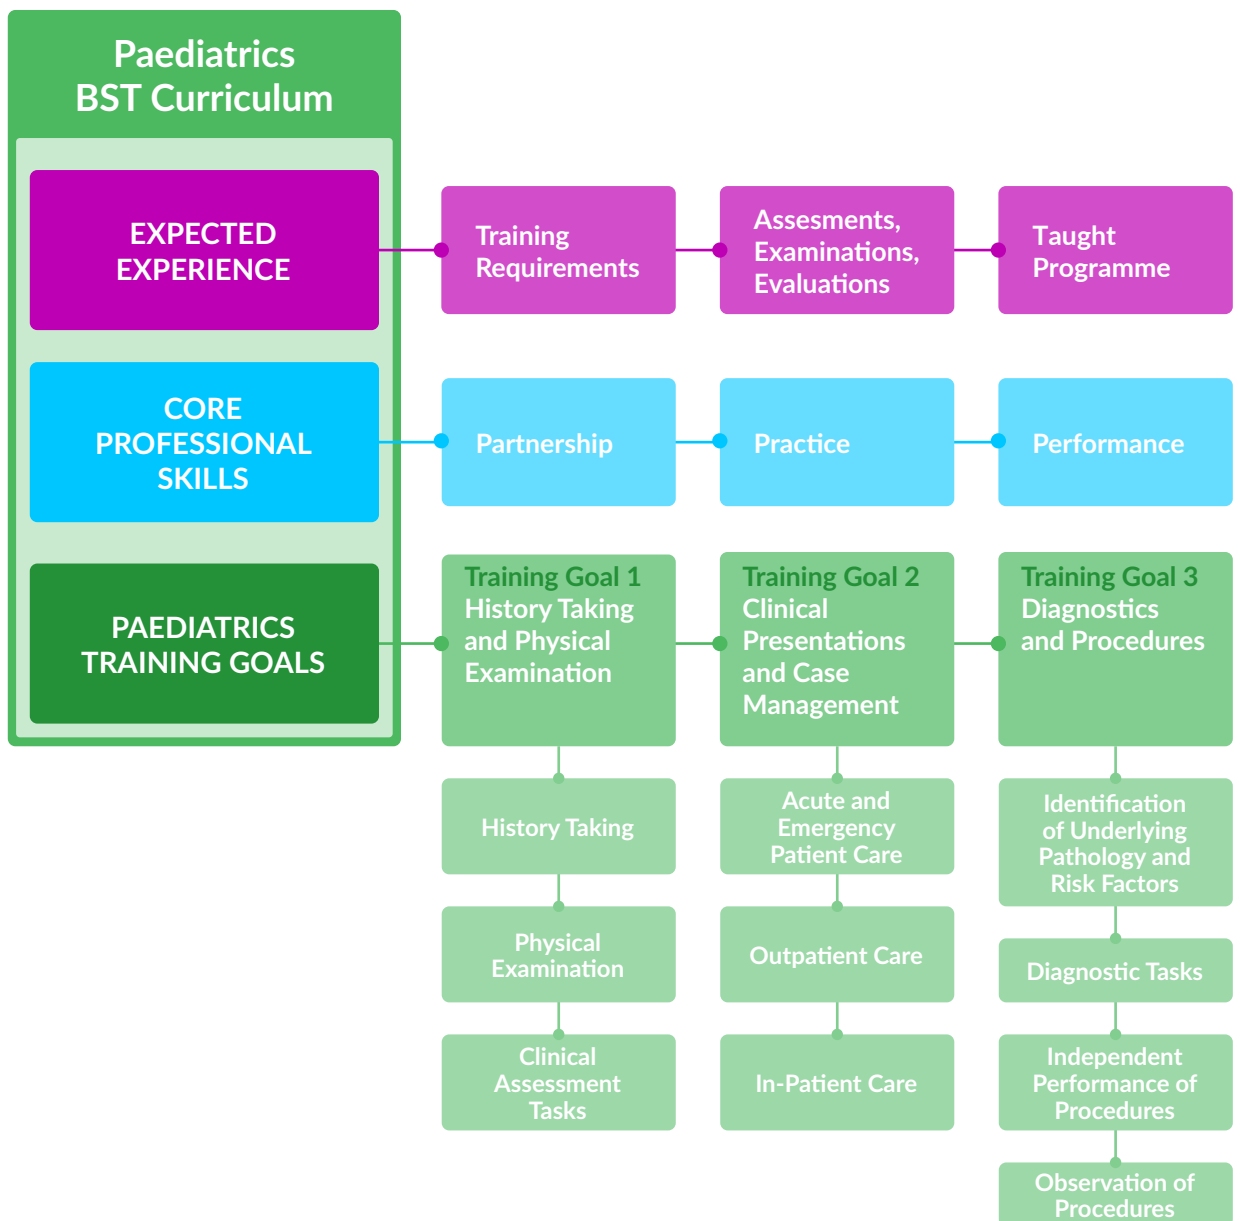 Paediatrics
BST Curriculum
EXPECTED
EXPERIENCE
Training
Requirements
Assesments,
Examinations,
Evaluations
Taught
Programme
CORE
PROFESSIONAL
SKILLS
Partnership
Practice
Performance
PAEDIATRICS
TRAINING GOALS
Training Goal 1
History Taking
and Physical
Examination
Training Goal 2
Clinical
Presentations
and Case
Management
Training Goal 3
Diagnostics
and Procedures
History Taking
Physical
Examination
Clinical
Assessment
Tasks
Acute and
Emergency
Patient Care
Outpatient Care
In-Patient Care
Identification
of Underlying
Pathology and
Risk Factors
Diagnostic Tasks
Independent
Performance of
Procedures
Observation of
Procedures